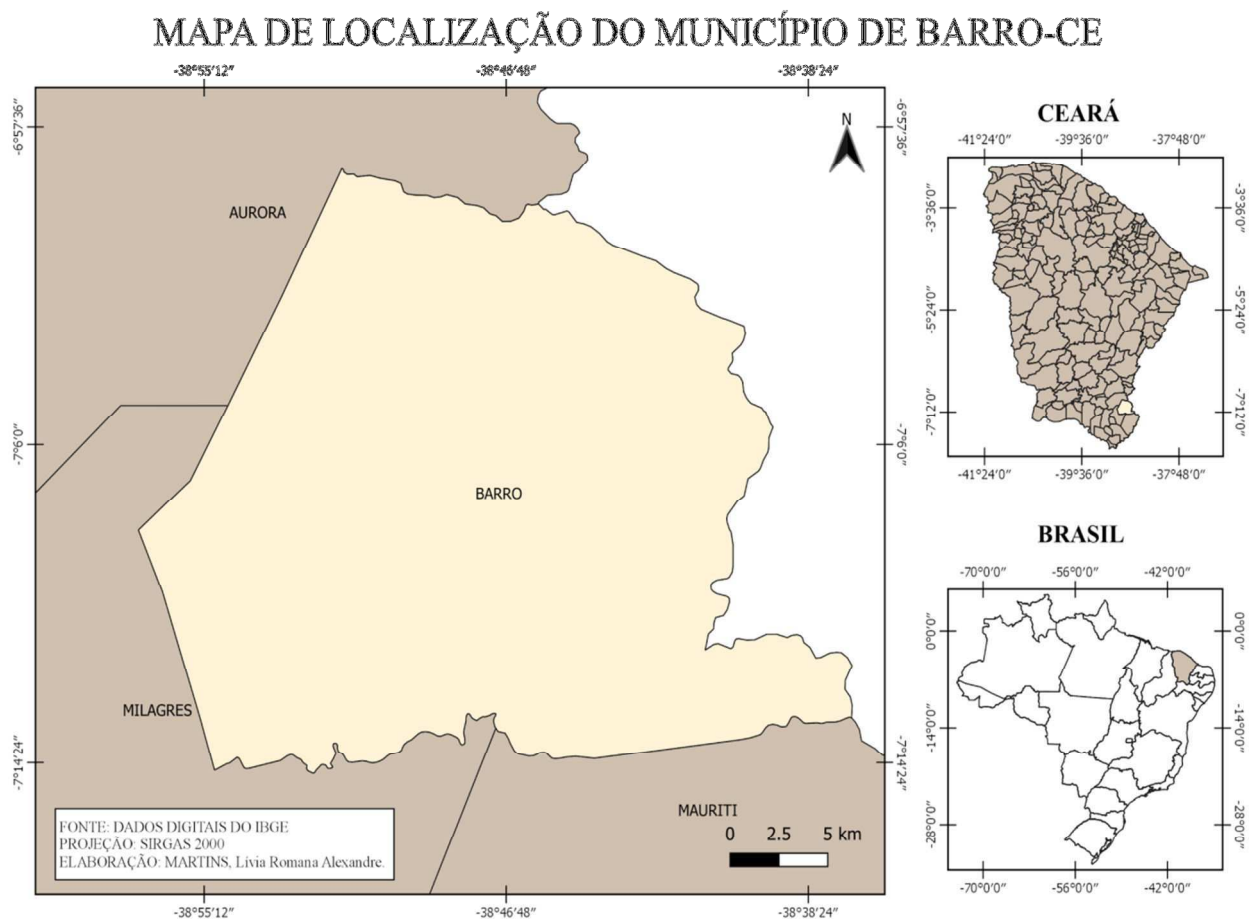 MAPA DE LOCALIZAÇÃO DO MUNICÍPIO DE BARRO-CE
-38°55'12" -38°46'48" -38°38'24"
-6°57'36" -6°57'36"
N
AURORA
-7°6'0" -7°6'0"
BARRO
MILAGRES
-7°14'24" -7°14'24"
MAURITI
0 2.5 5 km
FONTE: DADOS DIGITAIS DO IBGE
PROJEÇÃO: SIRGAS 2000
ELABORAÇÃO: MARTINS, Lívia Romana Alexandre.
-38°55'12" -38°46'48" -38°38'24"
CEARÁ
-41°24'0" -39°36'0" -37°48'0"
-3°36'0" -3°36'0"
-5°24'0" -5°24'0"
-7°12'0" -7°12'0"
-41°24'0" -39°36'0" -37°48'0"
BRASIL
-70°0'0" -56°0'0" -42°0'0"
0°0'0" 0°0'0"
-14°0'0" -14°0'0"
-28°0'0" -28°0'0"
-70°0'0" -56°0'0" -42°0'0"